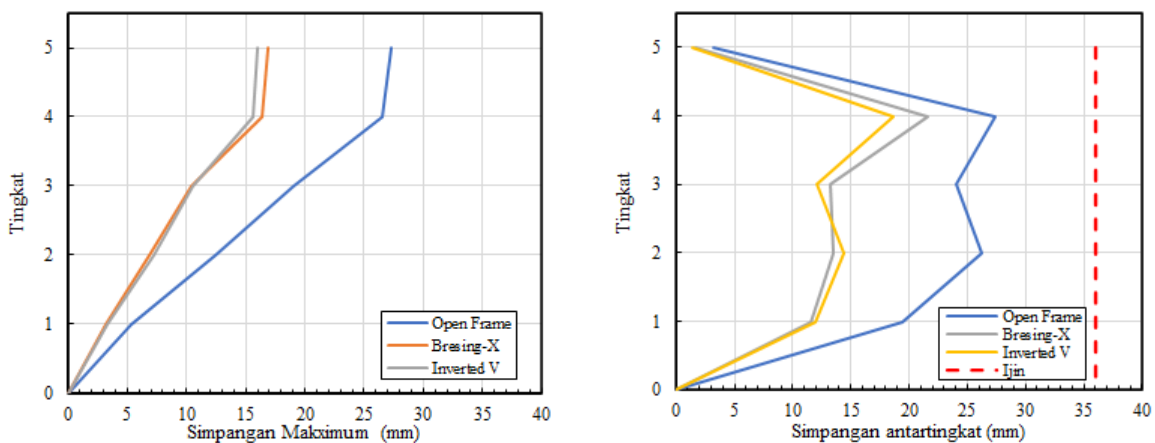 5
4
3
2
1
0
Tingkat
Open Frame
Bresing-X
Inverted V
0 5 10 15 20 25 30 35 40
Simpangan Makximum (mm)
5
4
3
2
1
0
Tingkat
Open Frame
Bresing-X
Inverted V
Ijin
0 5 10 15 20 25 30 35 40
Simpangan antartingkat (mm)